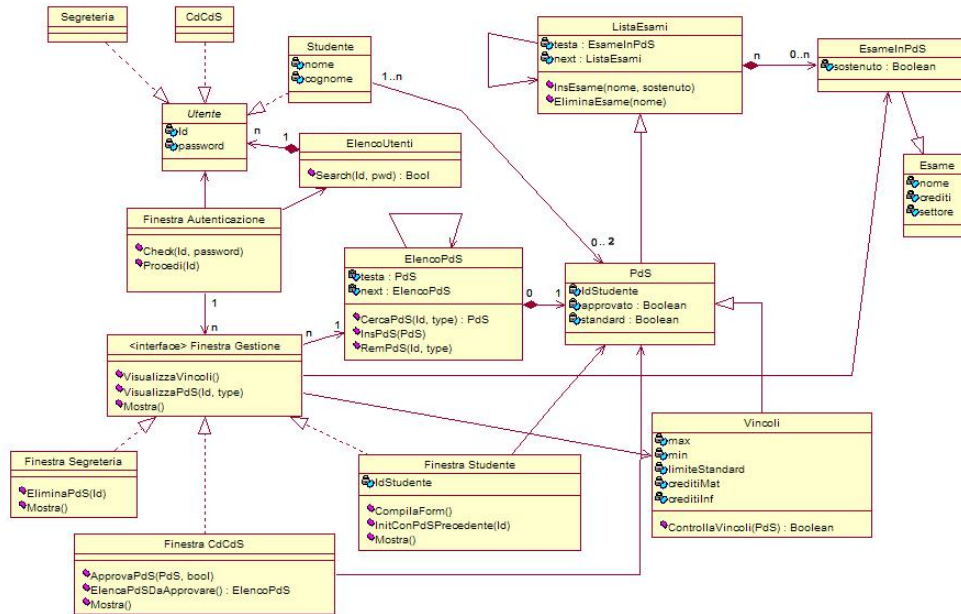 Segreteria
CdCdS
Studente
nome
cognome
Utente
Id
password
ElencoUtenti
Search(Id, pwd) : Bool
n
1
1..n
ListaEsami
testa : EsameInPdS
next : ListaEsami
InsEsame(nome, sostenuto)
EliminaEsame(nome)
n
0..n
EsameInPdS
sostenuto : Boolean
Esame
nome
crediti
settore
Finestra Autenticazione
Check(Id, password)
Procedi(Id)
1
n
ElencoPdS
testa : PdS
next : ElencoPdS
CercaPdS(Id, type) : PdS
InsPdS(PdS)
RemPdS(Id, type)
0
1
0..2
PdS
IdStudente
approvato : Boolean
standard : Boolean
<interface> Finestra Gestione
VisualizzaVincoli()
VisualizzaPdS(Id, type)
Mostra()
n
1
Finestra Segreteria
EliminaPdS(Id)
Mostra()
Finestra Studente
IdStudente
CompilaForm()
InitConPdSPrecedente(Id)
Mostra()
Vincoli
max
min
limiteStandard
creditiMat
creditiInf
ControllaVincoli(PdS) : Boolean
Finestra CdCdS
ApprovaPdS(PdS, bool)
ElencaPdSDaApprovare() : ElencoPdS
Mostra()